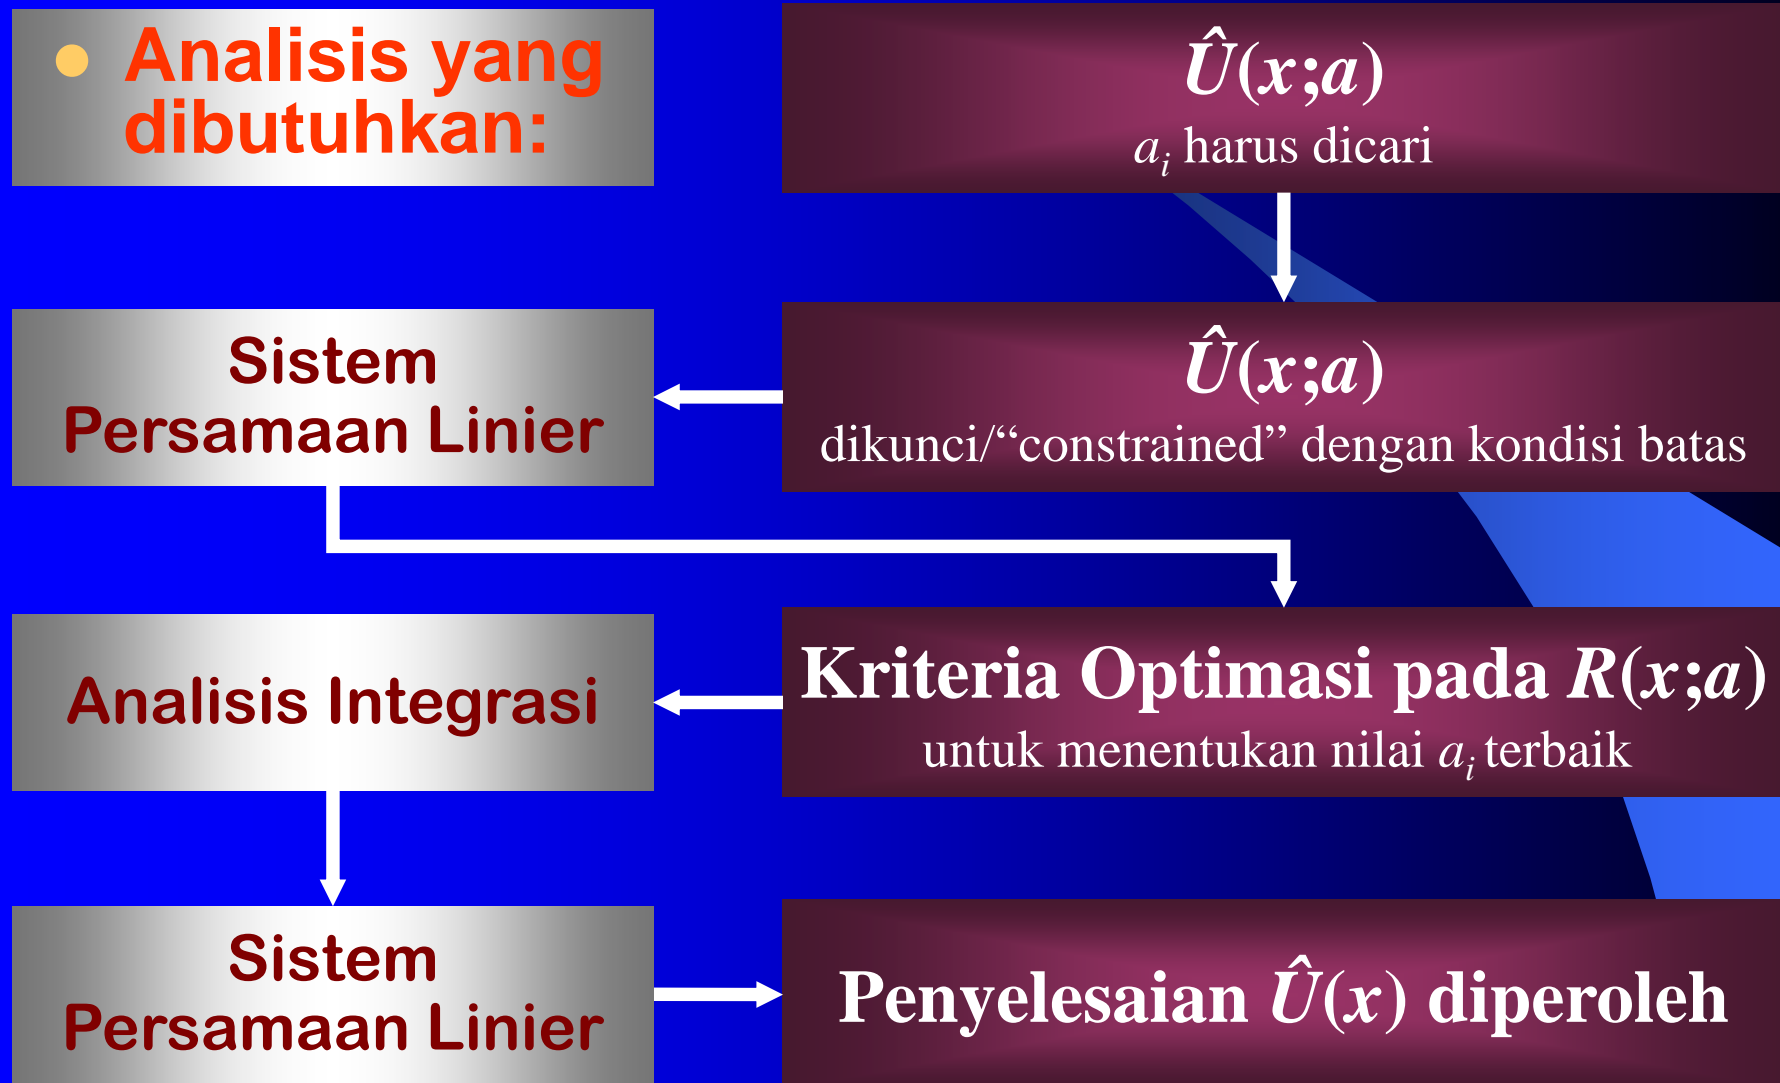 Analisis yang
dibutuhkan:
Û(x;a)
aᵢ harus dicari
Û(x;a)
dikunci/“constrained” dengan kondisi batas
Sistem
Persamaan Linier
Kriteria Optimasi pada R(x;a)
untuk menentukan nilai aᵢ terbaik
Analisis Integrasi
Sistem
Persamaan Linier
Penyelesaian Û(x) diperoleh